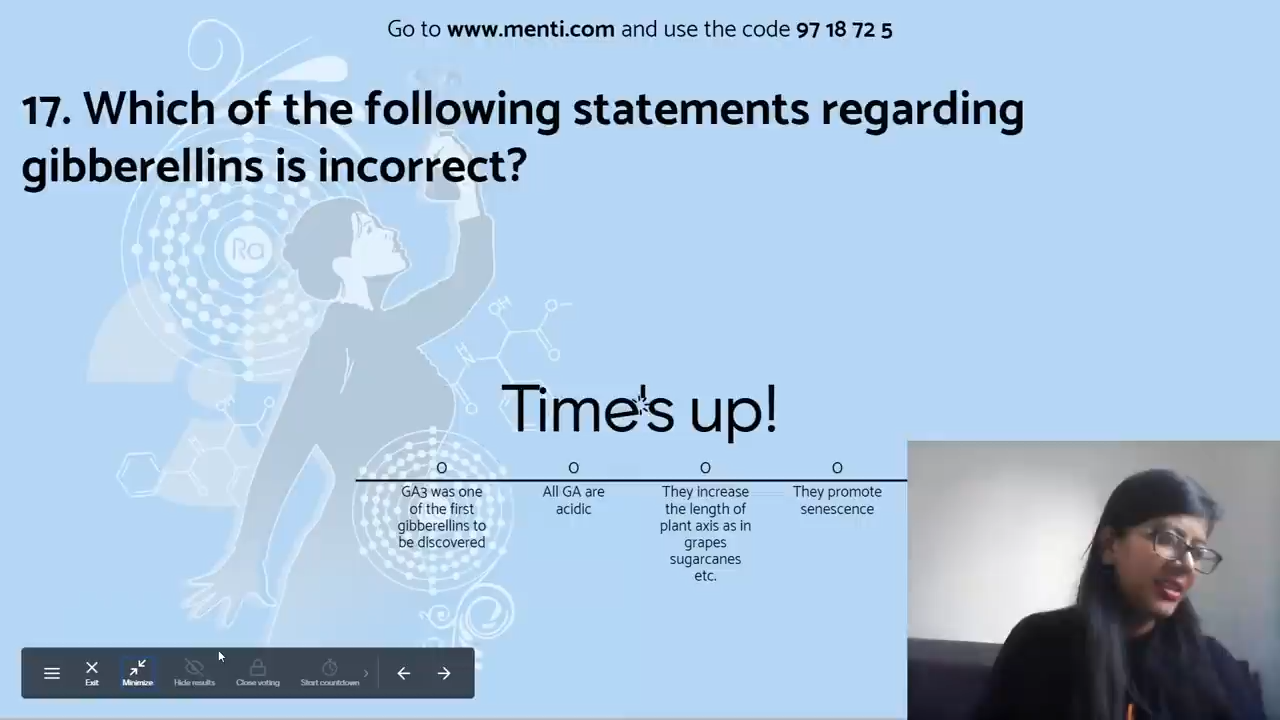 Go to www.menti.com and use the code 97 18 72 5
17. Which of the following statements regarding
gibberellins is incorrect?
Ra
OH
O
O
HN
O
Time's up!
0
0
0
0
GA3 was one
of the first
gibberellins to
be discovered
All GA are
acidic
They increase
the length of
plant axis as in
grapes
sugarcanes
etc.
They promote
senescence
Exit
Minimize
Hide results
Close voting
Start countdown